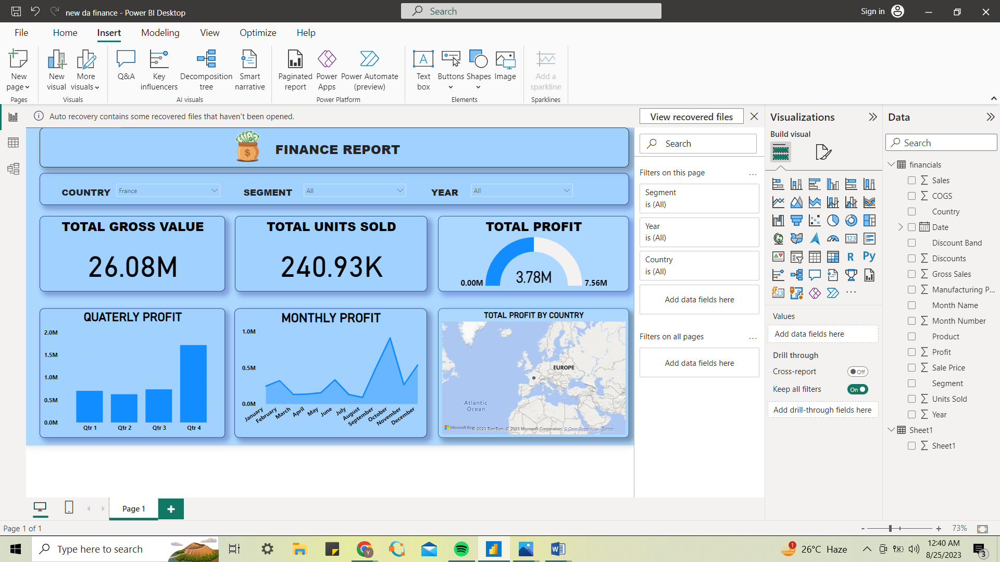 new da finance - Power BI Desktop
Search
Sign in
File Home Insert Modeling View Optimize Help
New page
New visual
More visuals
Q&A
Key influencers
Decomposition tree
Smart narrative
Paginated report
Power Apps
Power Automate (preview)
Text box
Buttons
Shapes
Image
Add a sparkline
Pages
Visuals
AI visuals
Power Platform
Elements
Sparklines
Auto recovery contains some recovered files that haven't been opened.
View recovered files
$
FINANCE REPORT
COUNTRY France
SEGMENT All
YEAR All
TOTAL GROSS VALUE
26.08M
TOTAL UNITS SOLD
240.93K
TOTAL PROFIT
3.78M
0.00M
7.56M
QUATERLY PROFIT
2.0M
1.5M
1.0M
0.5M
0.0M
Qtr 1 Qtr 2 Qtr 3 Qtr 4
MONTHLY PROFIT
1.0M
0.5M
0.0M
January
February
March
April
May
June
July
August
September
October
November
December
TOTAL PROFIT BY COUNTRY
EUROPE
Atlantic
Ocean
Microsoft Bing
© 2023 TomTom, © 2023 Microsoft Corporation, © OpenStreetMap Terms
Search
Filters on this page
...
Segment
is (All)
Year
is (All)
Country
is (All)
Add data fields here
Filters on all pages
...
Add data fields here
Visualizations
Build visual
123
R
Py
123
...
Values
Add data fields here
Drill through
Cross-report
Off
Keep all filters
On
Add drill-through fields here
Data
Search
financials
Sales
COGS
Country
Date
Discount Band
Discounts
Gross Sales
Manufacturing P...
Month Name
Month Number
Product
Profit
Sale Price
Segment
Units Sold
Year
Sheet1
Sheet1
Page 1
+
Page 1 of 1
- + 73%
Type here to search
Y
W
1
26°C Haze
12:40 AM
8/25/2023
3